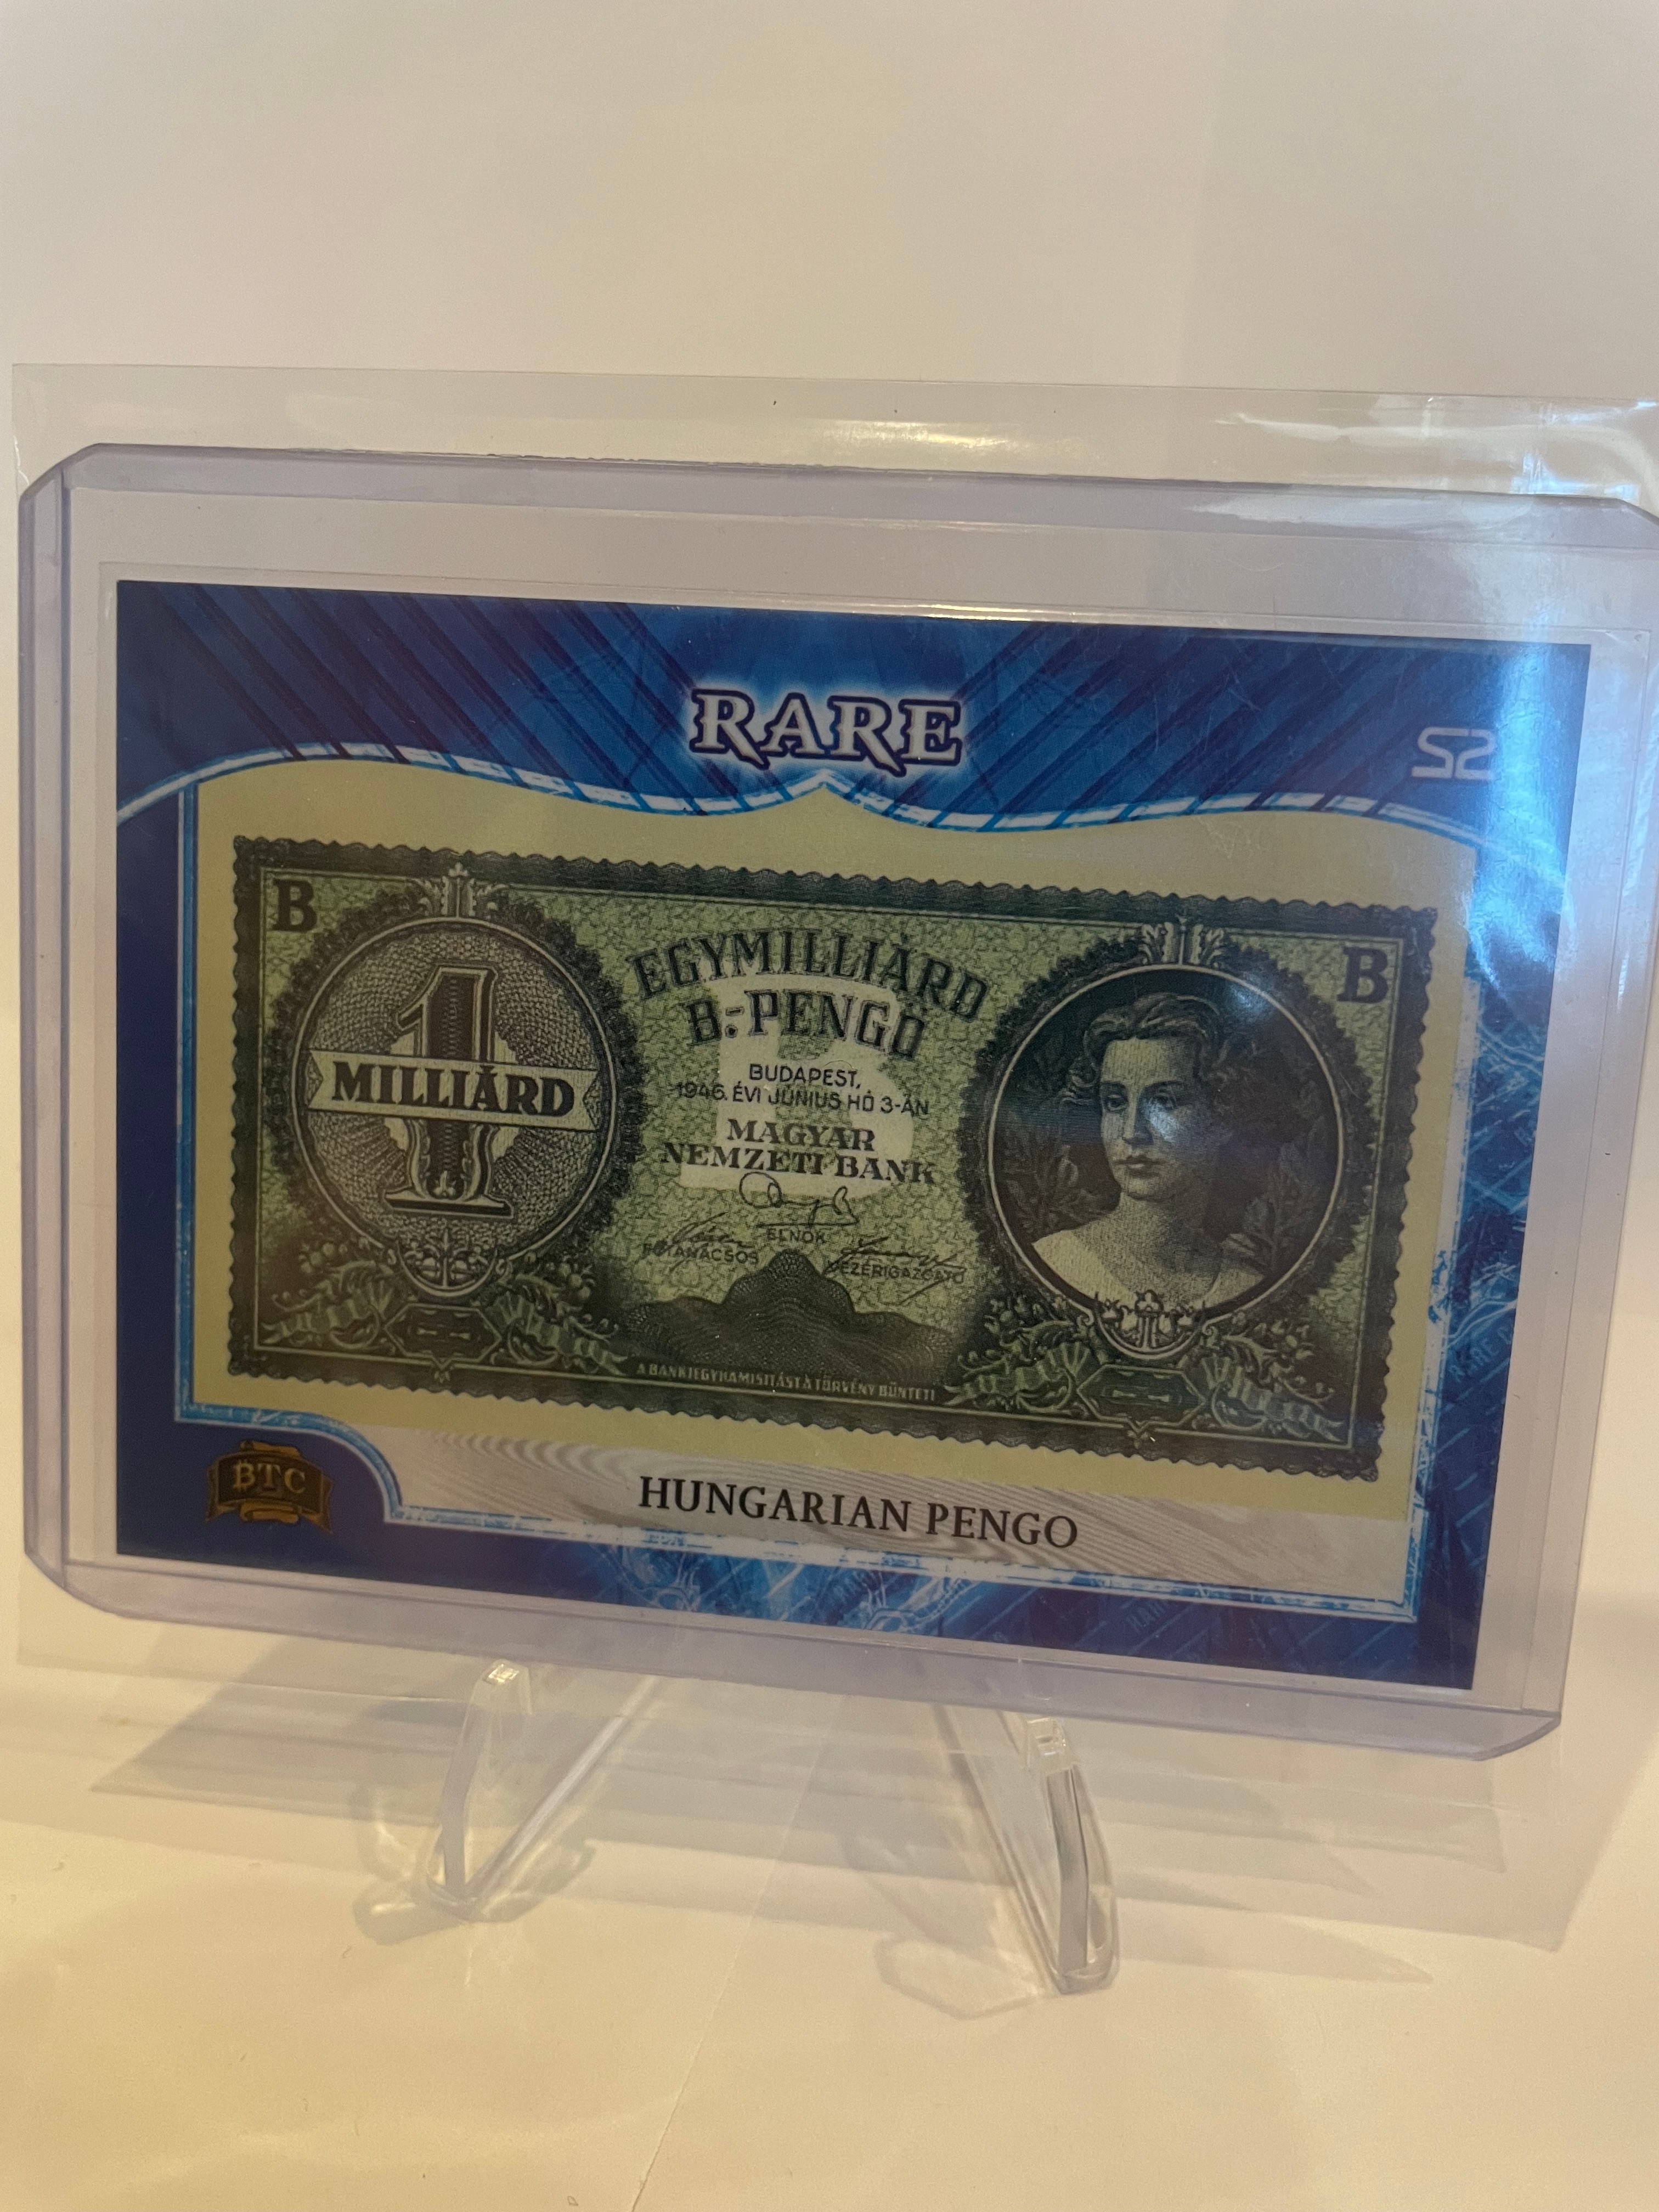 RARE
S2
B
B
1
MILLIÁRD
EGYMILLIÁRD
B.-PENGŐ
BUDAPEST,
1946. ÉVI JÚNIUS HÓ 3-ÁN
MAGYAR
NEMZETI BANK
ELNÖK
FŐTANÁCSOS
VEZÉRIGAZGATÓ
A BANKJEGYHAMISÍTÁST A TÖRVÉNY BÜNTETI
BTC
HUNGARIAN PENGO